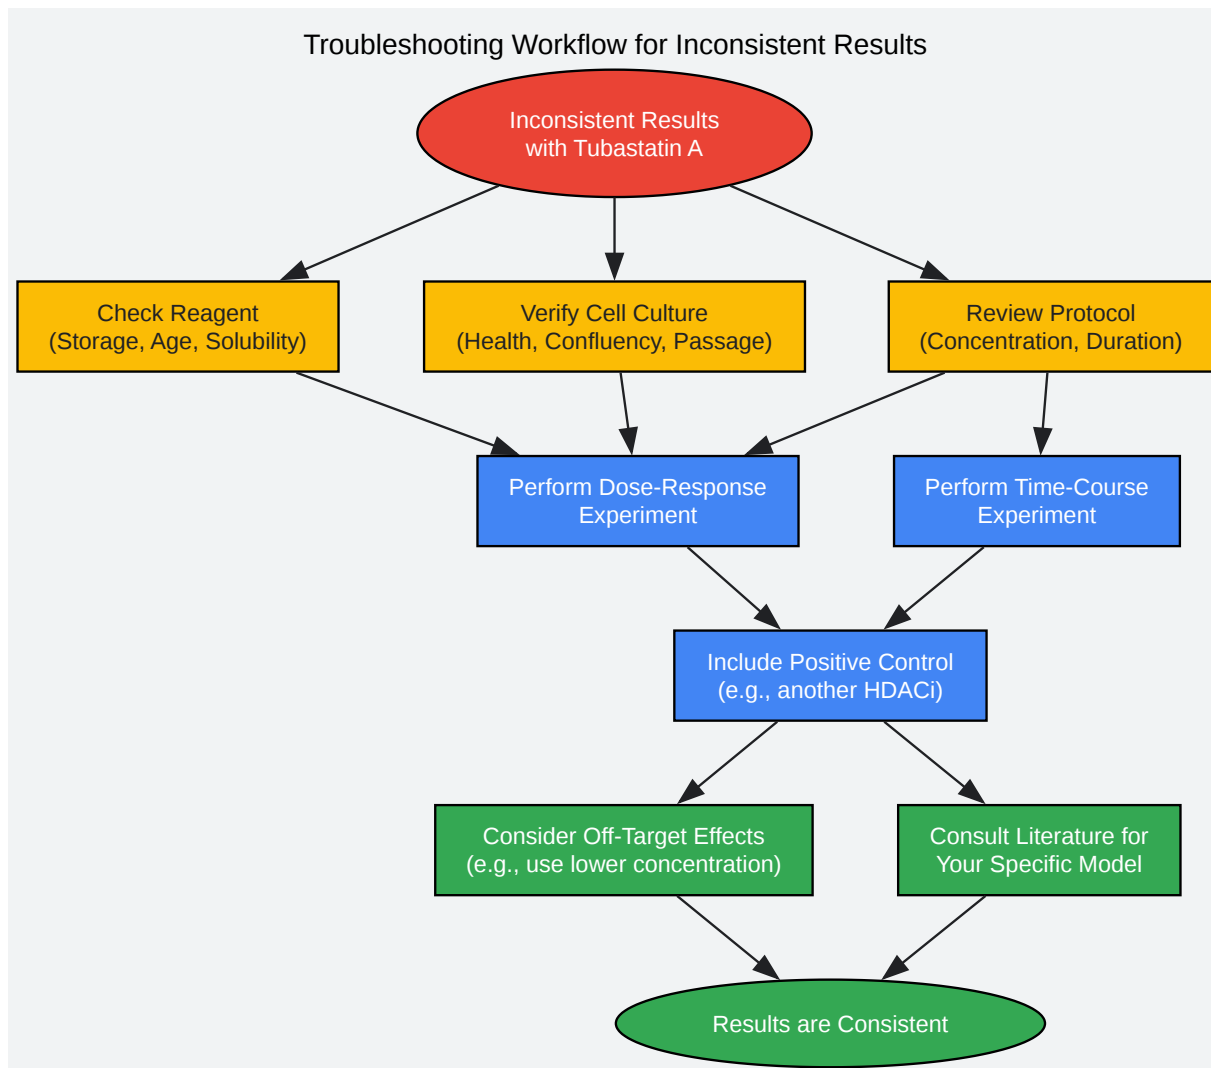 Troubleshooting Workflow for Inconsistent Results
Inconsistent Results
with Tubastatin A
Check Reagent
(Storage, Age, Solubility)
Verify Cell Culture
(Health, Confluency, Passage)
Review Protocol
(Concentration, Duration)
Perform Dose-Response
Experiment
Perform Time-Course
Experiment
Include Positive Control
(e.g., another HDACi)
Consider Off-Target Effects
(e.g., use lower concentration)
Consult Literature for
Your Specific Model
Results are Consistent